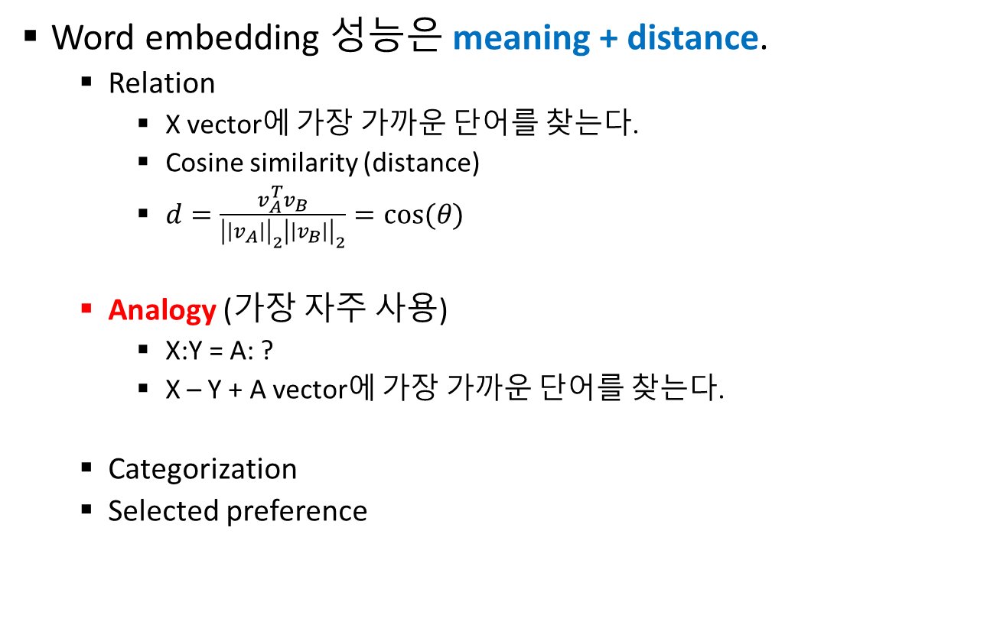 ▪ Word embedding 성능은 meaning + distance.
▪ Relation
▪ X vector에 가장 가까운 단어를 찾는다.
▪ Cosine similarity (distance)
▪ d = v_A^T v_B / ||v_A||_2 ||v_B||_2 = cos(θ)
▪ Analogy (가장 자주 사용)
▪ X:Y = A: ?
▪ X – Y + A vector에 가장 가까운 단어를 찾는다.
▪ Categorization
▪ Selected preference